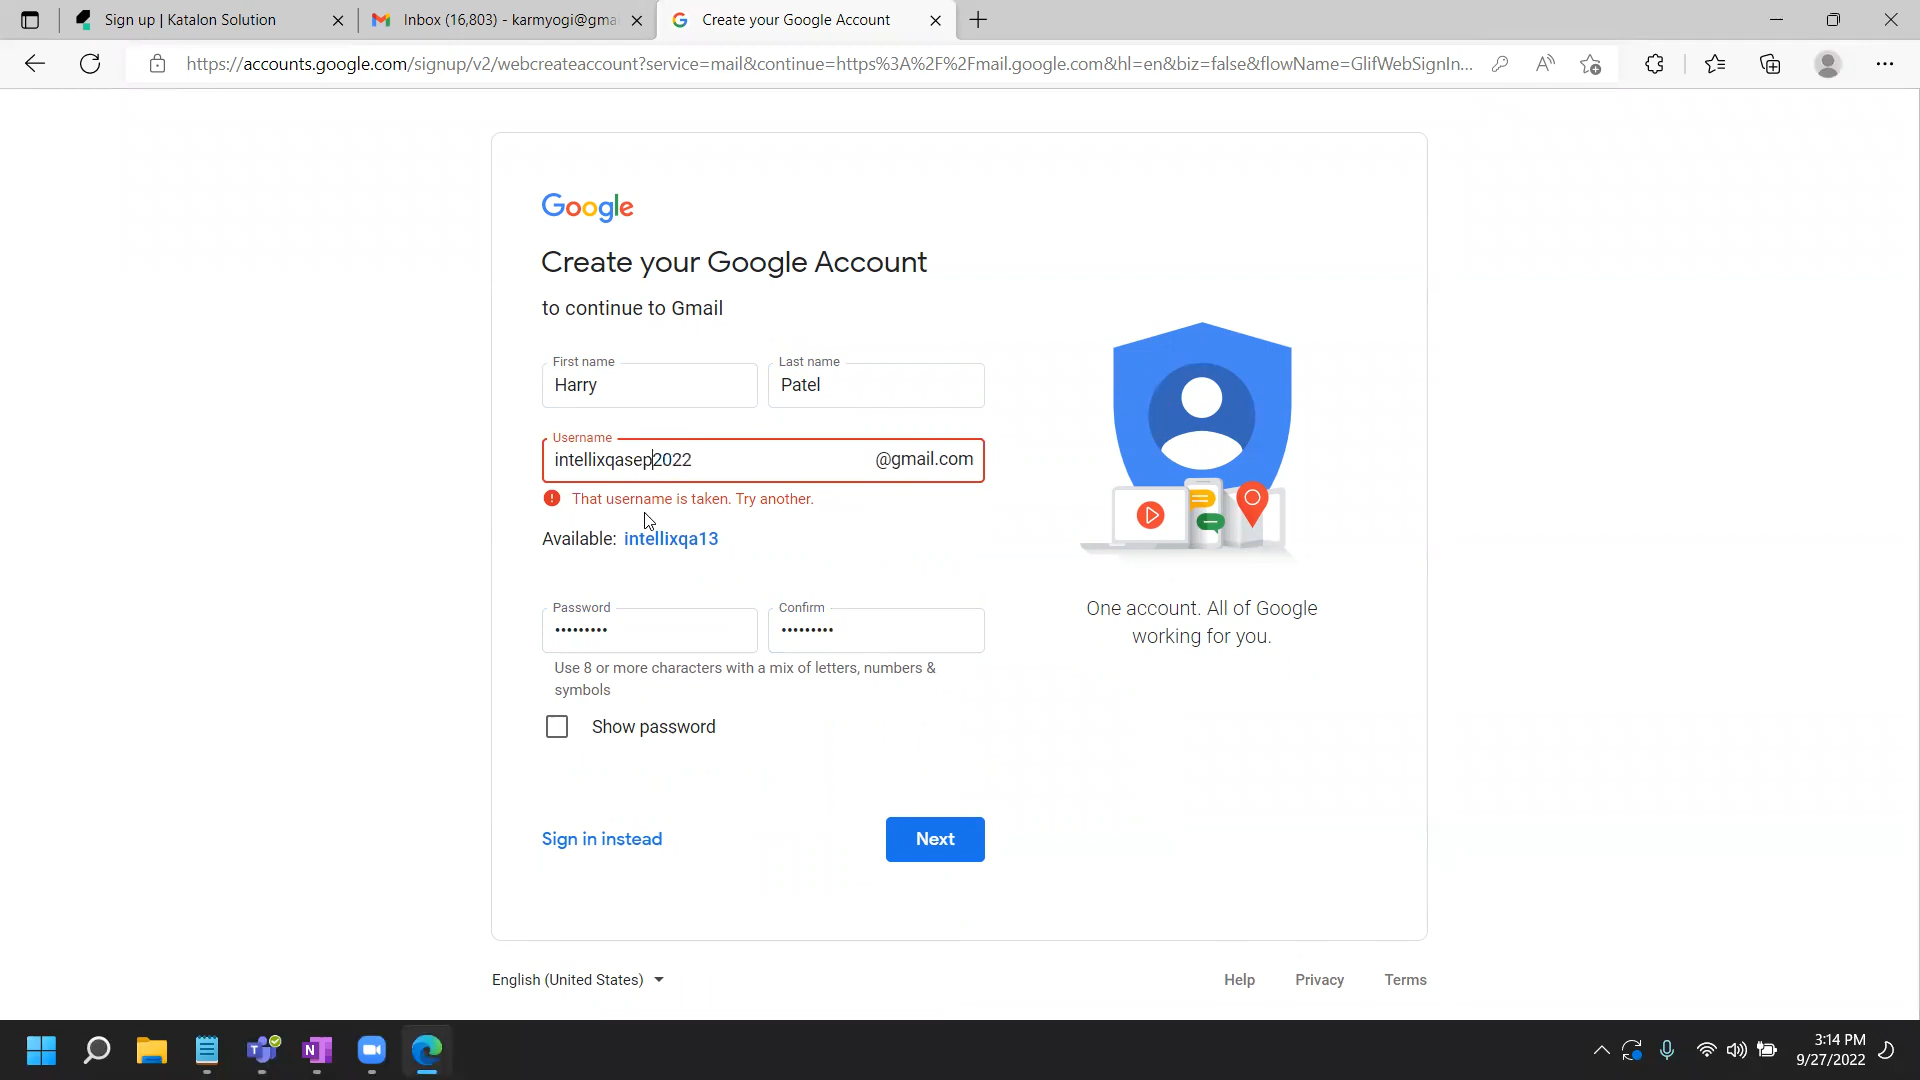 Sign up | Katalon Solution
Inbox (16,803) - karmyogi@gma
Create your Google Account
https://accounts.google.com/signup/v2/webcreateaccount?service=mail&continue=https%3A%2F%2Fmail.google.com&hl=en&biz=false&flowName=GlifWebSignIn...
Google
Create your Google Account
to continue to Gmail
First name
Last name
Harry
Patel
Username
intellixqasep2022
@gmail.com
That username is taken. Try another.
Available: intellixqa13
Password
Confirm
•••••••••
•••••••••
Use 8 or more characters with a mix of letters, numbers &
symbols
Show password
One account. All of Google
working for you.
Sign in instead
Next
English (United States)
Help
Privacy
Terms
3:14 PM
9/27/2022